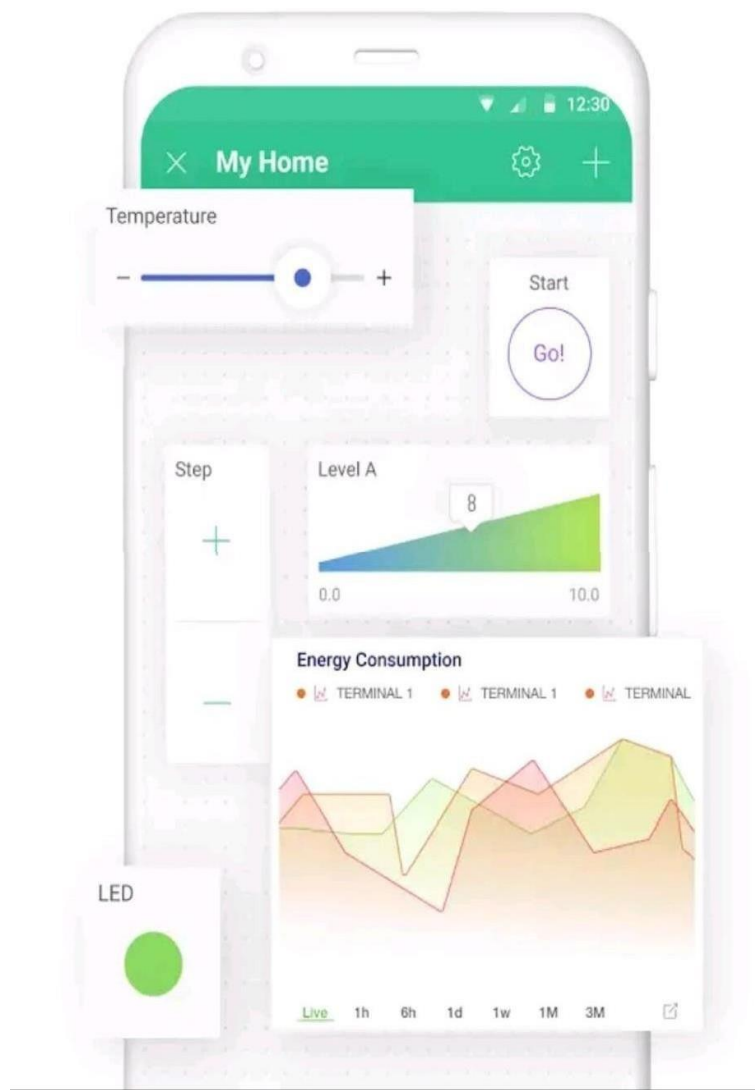 12:30
My Home
Temperature
- +
Start
Go!
Step
+
-
Level A
8
0.0 10.0
Energy Consumption
TERMINAL 1 TERMINAL 1 TERMINAL
Live 1h 6h 1d 1w 1M 3M
LED